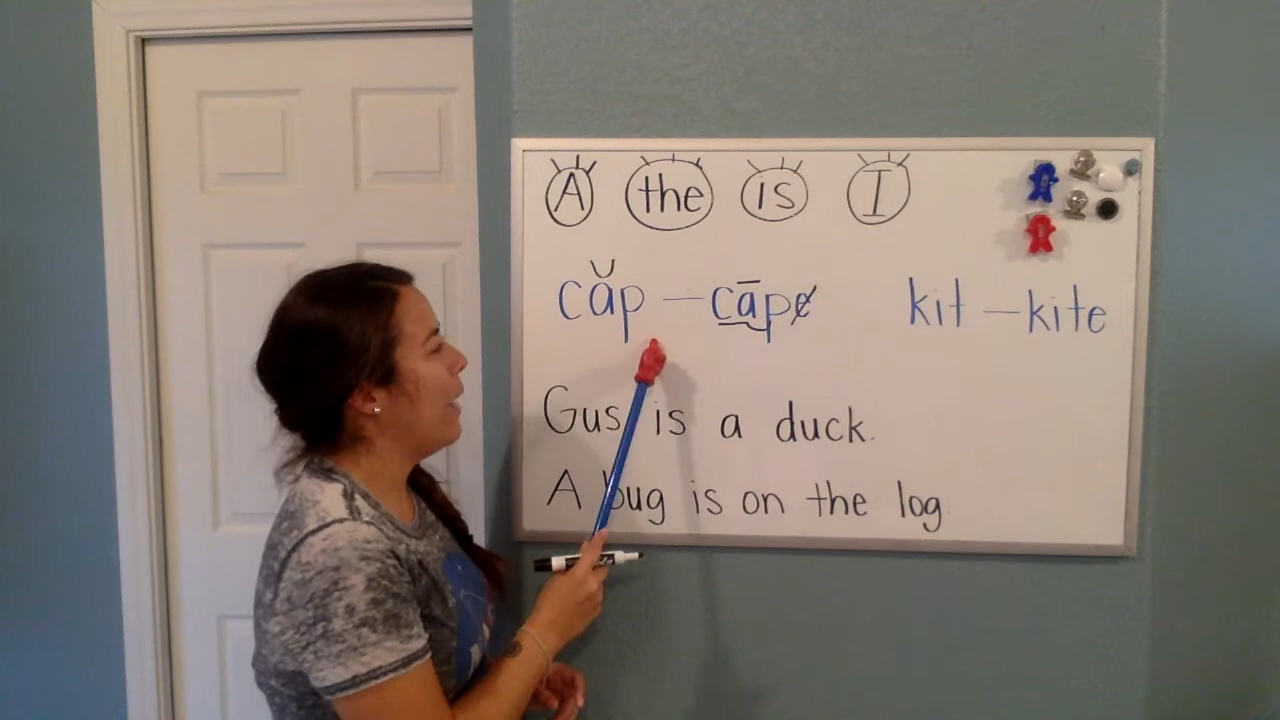 A the is I
căp – cāpe kit – kite
Gus is a duck.
A bug is on the log.